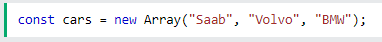 const cars = new Array("Saab", "Volvo", "BMW");